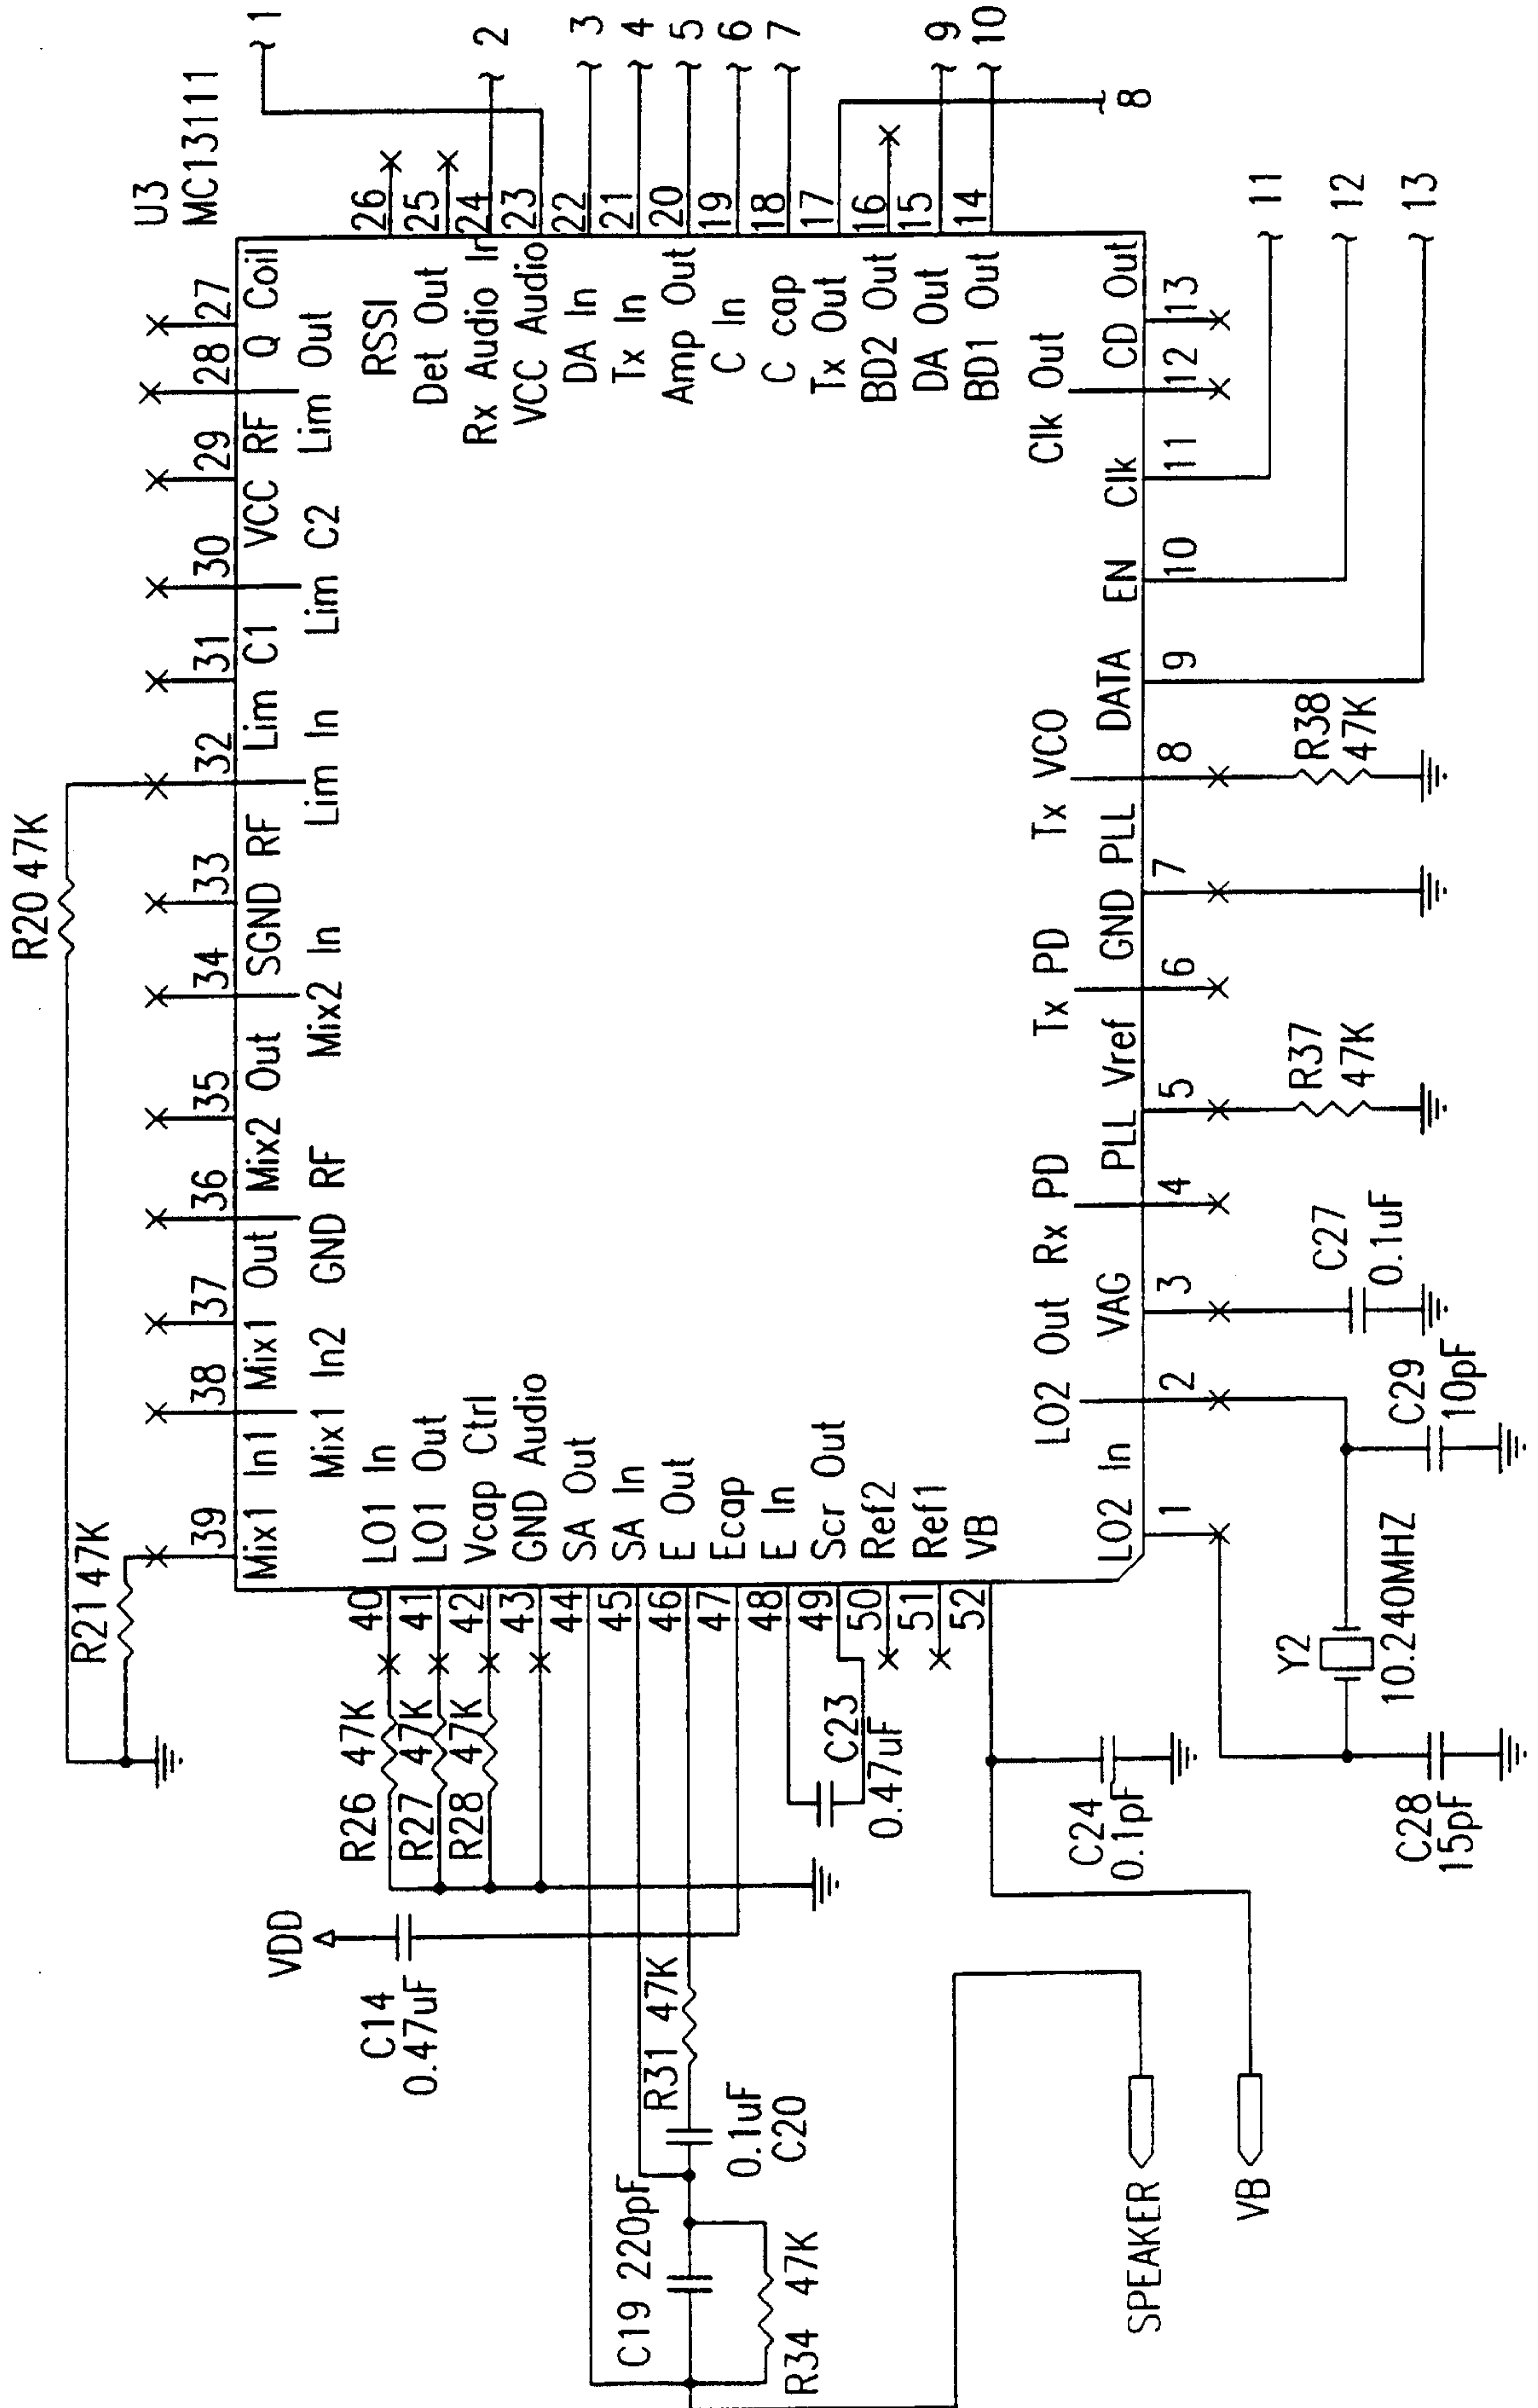 U3
MC13111
R20 47K
R21 47K
39
38
37
36
35
34
33
32
31
30
29
28
27
Mix1 In1
Mix1 Out
Mix2 Out
SGND RF
Lim C1
VCC RF
Q Coil
Mix1 In2
GND RF
Mix2 In
Lim In
Lim C2
Lim Out
26
25
24
23
22
21
20
19
18
17
16
15
14
RSSI
Det Out
Rx Audio In
VCC Audio
DA In
Tx In
Amp Out
C In
C cap
Tx Out
BD2 Out
DA Out
BD1 Out
1
2
3
4
5
6
7
8
9
10
11
12
13
40
41
42
43
44
45
46
47
48
49
50
51
52
LO1 In
LO1 Out
Vcap Ctrl
GND Audio
SA Out
SA In
E Out
Ecap
E In
Scr Out
Ref2
Ref1
VB
LO2 Out
Rx PD
Tx PD
Tx VCO
Clk Out
LO2 In
VAG
PLL Vref
GND PLL
DATA
EN
Clk
CD Out
1
2
3
4
5
6
7
8
9
10
11
12
13
R26 47K
R27 47K
R28 47K
VDD
C14
0.47uF
R31 47K
0.1uF
C20
C19 220pF
R34 47K
C23
0.47uF
C24
0.1pF
SPEAKER
VB
Y2
10.240MHZ
C28
15pF
C29
10pF
C27
0.1uF
R37
47K
R38
47K